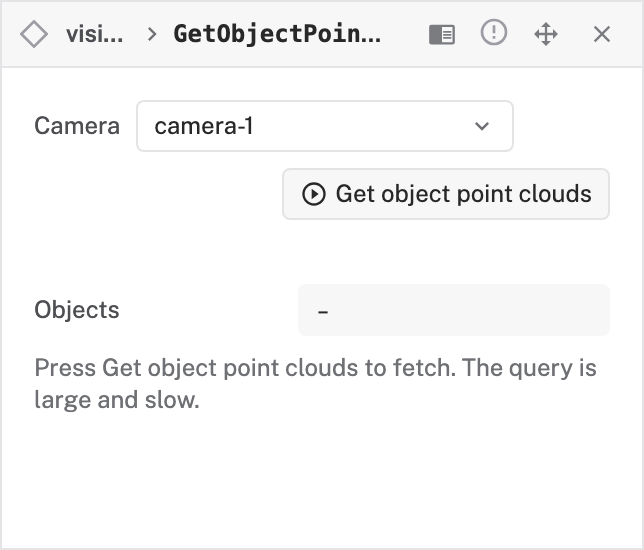 visi... > GetObjectPoin...
Camera camera-1
Get object point clouds
Objects –
Press Get object point clouds to fetch. The query is
large and slow.